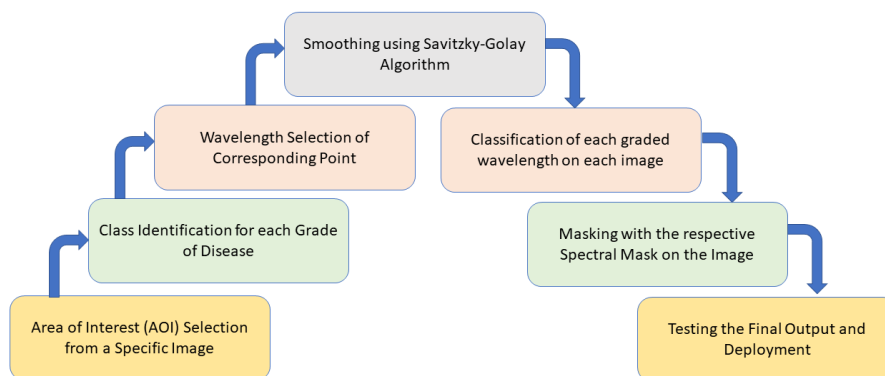 Smoothing using Savitzky-Golay
Algorithm
Wavelength Selection of
Corresponding Point
Classification of each graded
wavelength on each image
Class Identification for each Grade
of Disease
Masking with the respective
Spectral Mask on the Image
Area of Interest (AOI) Selection
from a Specific Image
Testing the Final Output and
Deployment